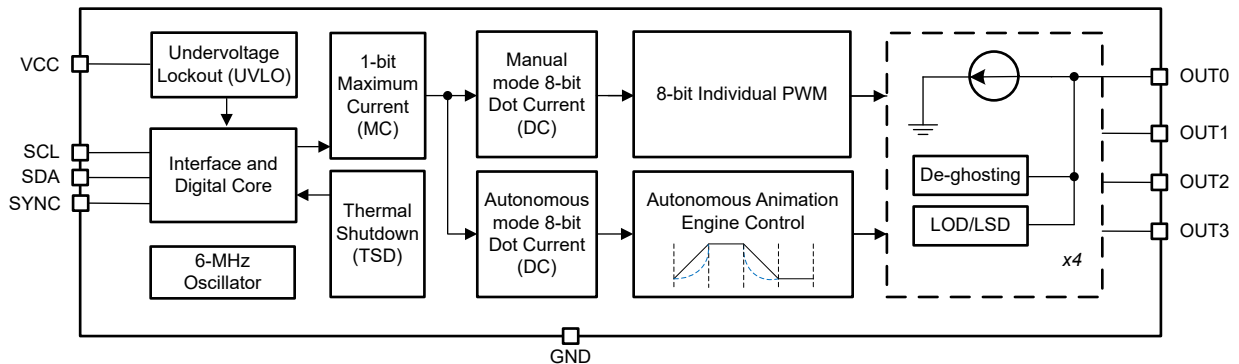 VCC
SCL
SDA
SYNC
Undervoltage
Lockout (UVLO)
Interface and
Digital Core
6-MHz
Oscillator
1-bit
Maximum
Current
(MC)
Thermal
Shutdown
(TSD)
Manual
mode 8-bit
Dot Current
(DC)
Autonomous
mode 8-bit
Dot Current
(DC)
8-bit Individual PWM
Autonomous Animation
Engine Control
De-ghosting
LOD/LSD
x4
OUT0
OUT1
OUT2
OUT3
GND